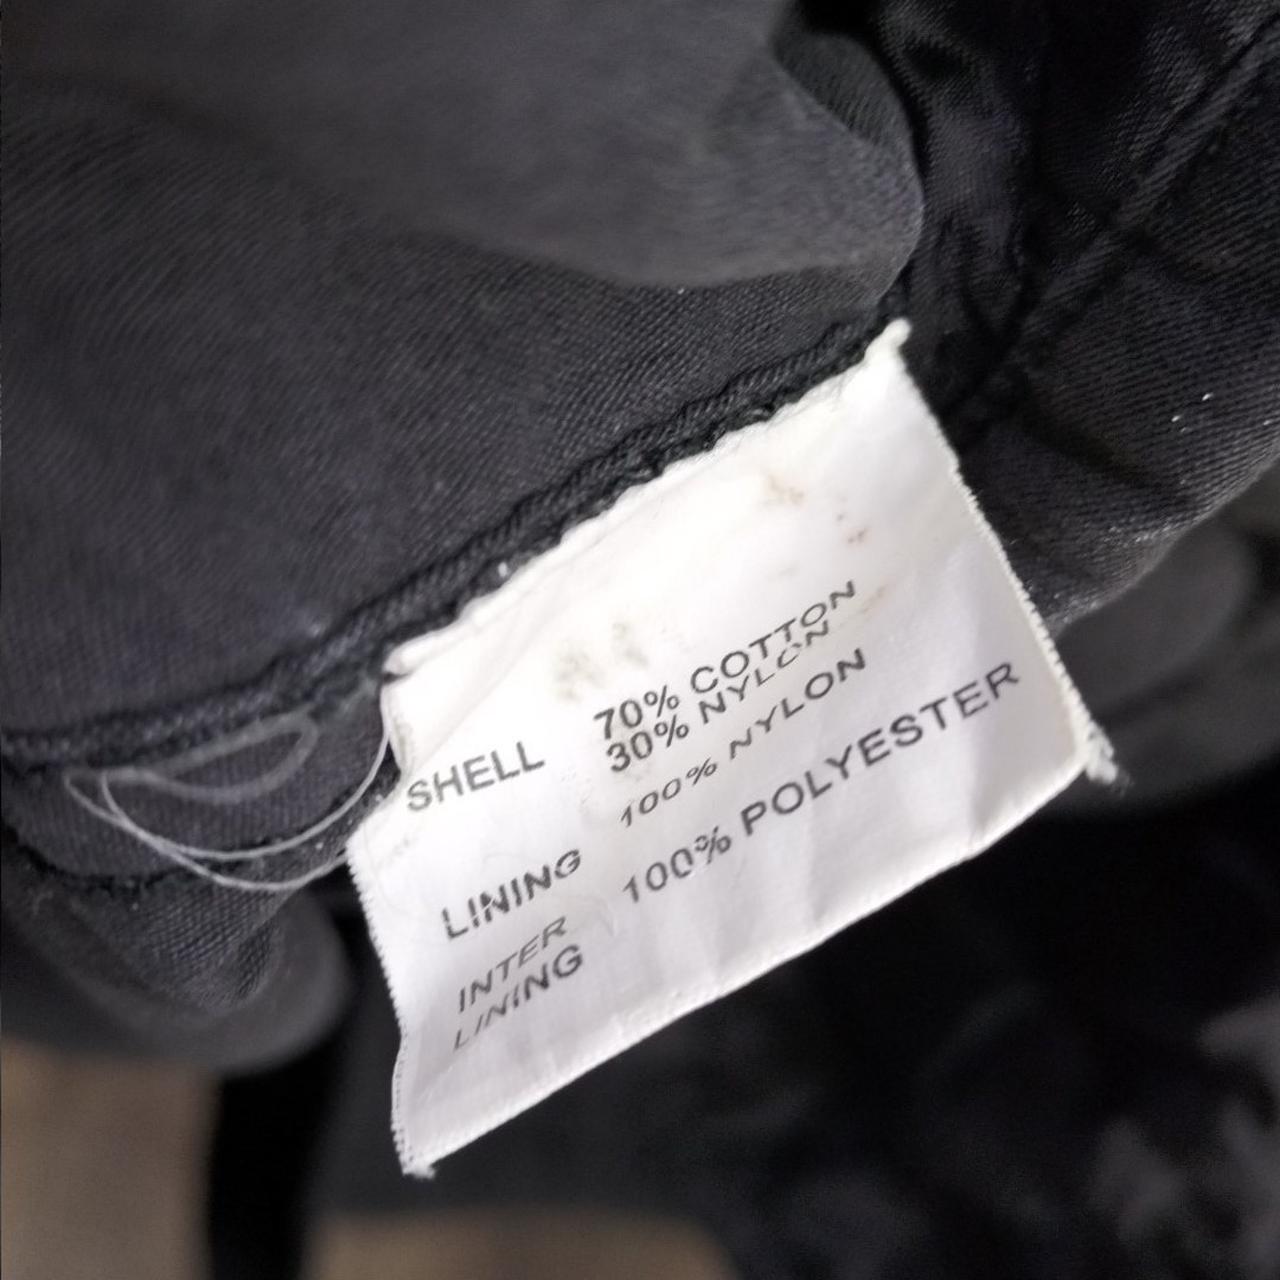 SHELL 70% COTTON
30% NYLON
LINING 100% NYLON
INTER LINING 100% POLYESTER